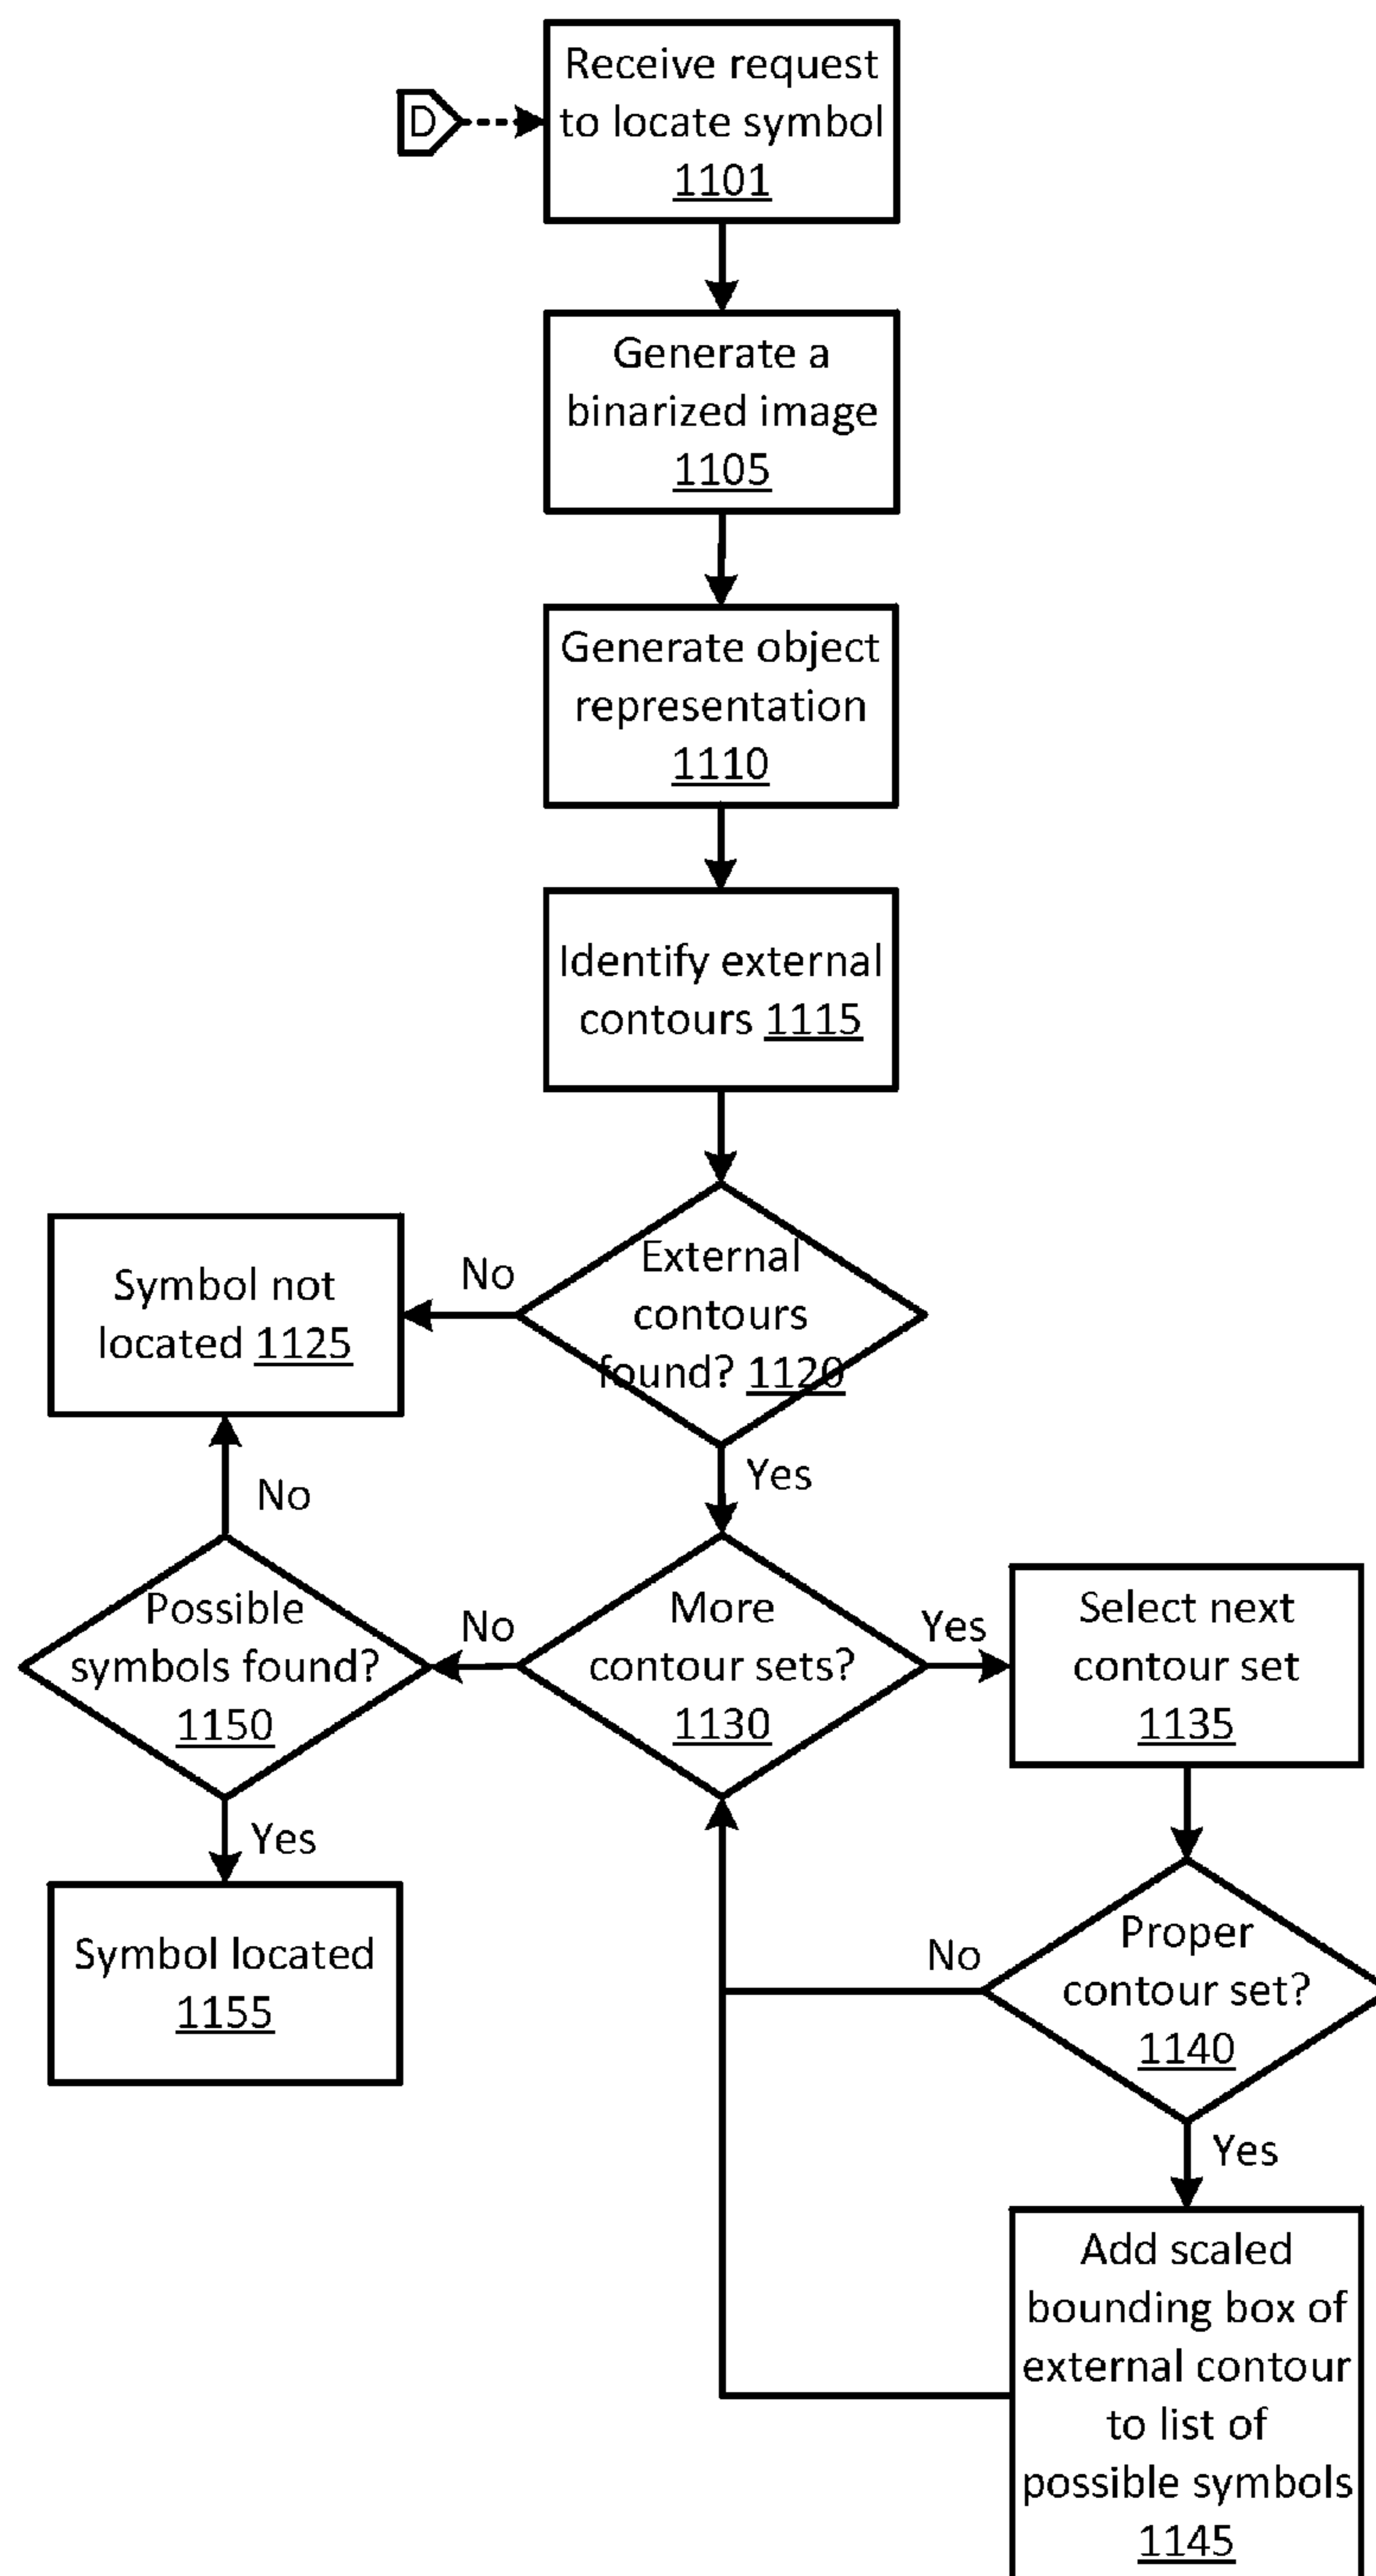 Receive request
D
to locate symbol
1101
Generate a
binarized image
1105
Generate object
representation
1110
Identify external
contours 1115
External
contours
found? 1120
No
Symbol not
located 1125
Yes
No
More
contour sets?
1130
No
Possible
symbols found?
1150
Yes
Select next
contour set
1135
Yes
Symbol located
1155
Proper
contour set?
1140
No
Yes
Add scaled
bounding box of
external contour
to list of
possible symbols
1145